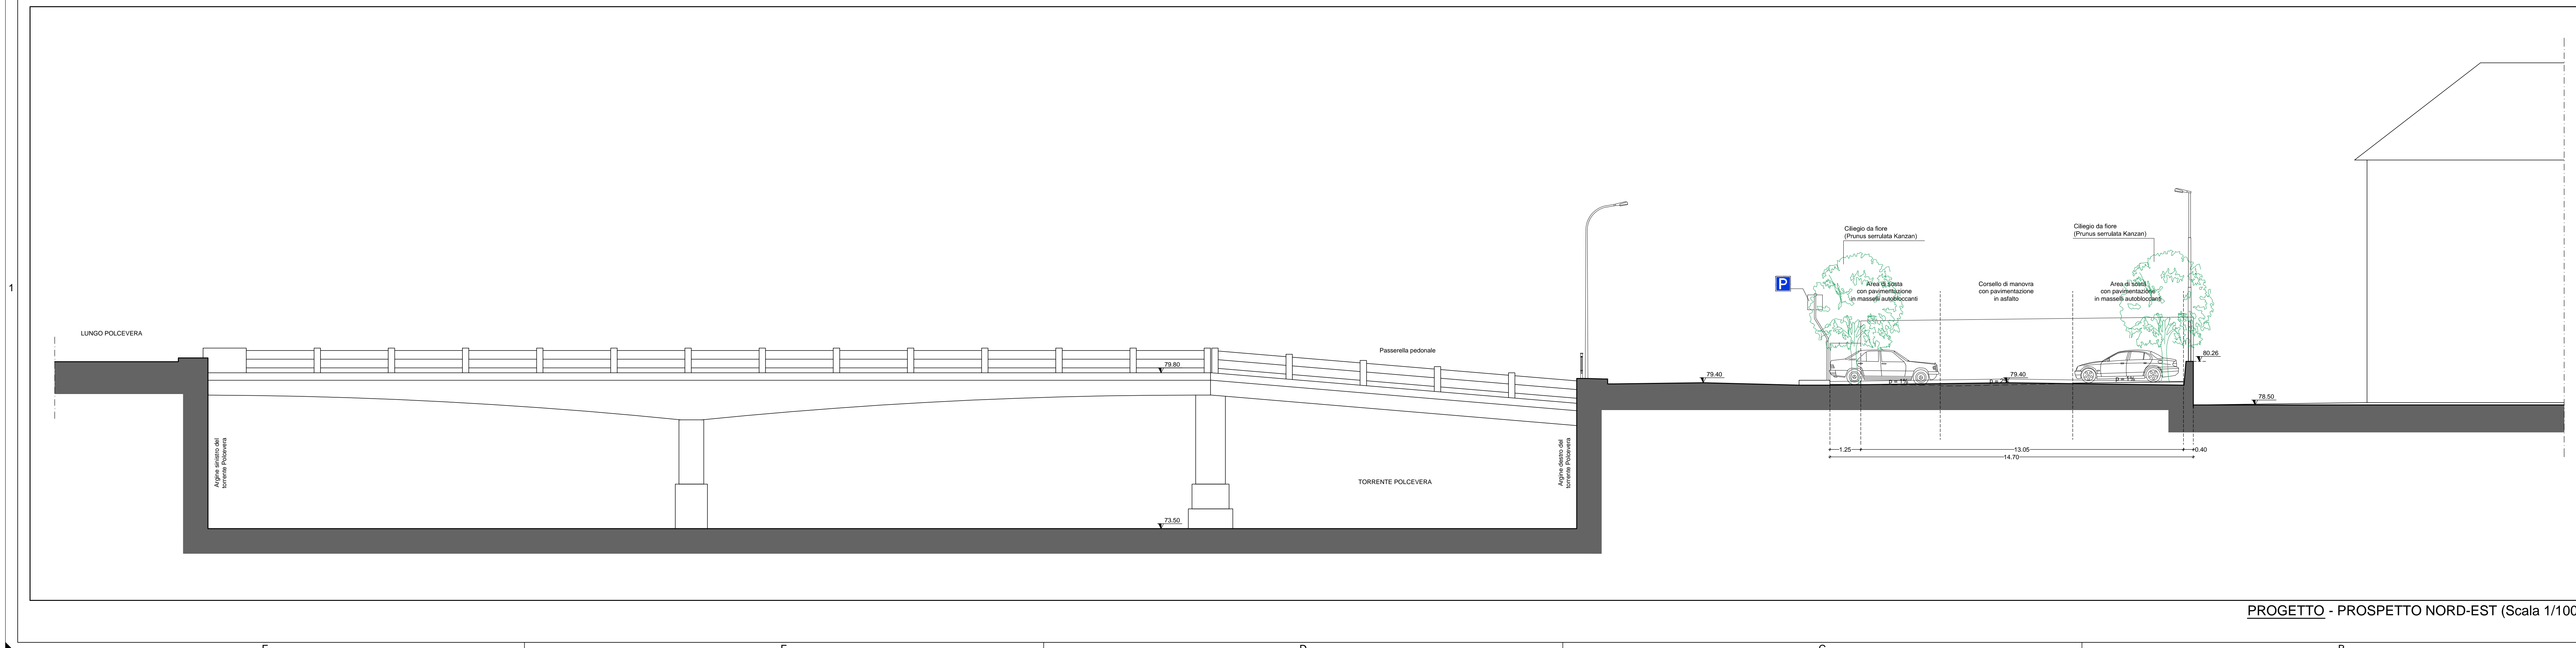 1
LUNGO POLCEVERA
Argine sinistro del
torrente Polcevera
79.80
73.50
Passerella pedonale
TORRENTE POLCEVERA
Argine destro del
torrente Polcevera
79.40
P
Ciliegio da fiore
(Prunus serrulata Kanzan)
Area di sosta
con pavimentazione
in masselli autobloccanti
Corsello di manovra
con pavimentazione
in asfalto
Ciliegio da fiore
(Prunus serrulata Kanzan)
Area di sosta
con pavimentazione
in masselli autobloccanti
p = 1%
p = 2%
79.40
p = 1%
80.26
78.50
1.25
13.05
0.40
14.70
PROGETTO - PROSPETTO NORD-EST (Scala 1/100